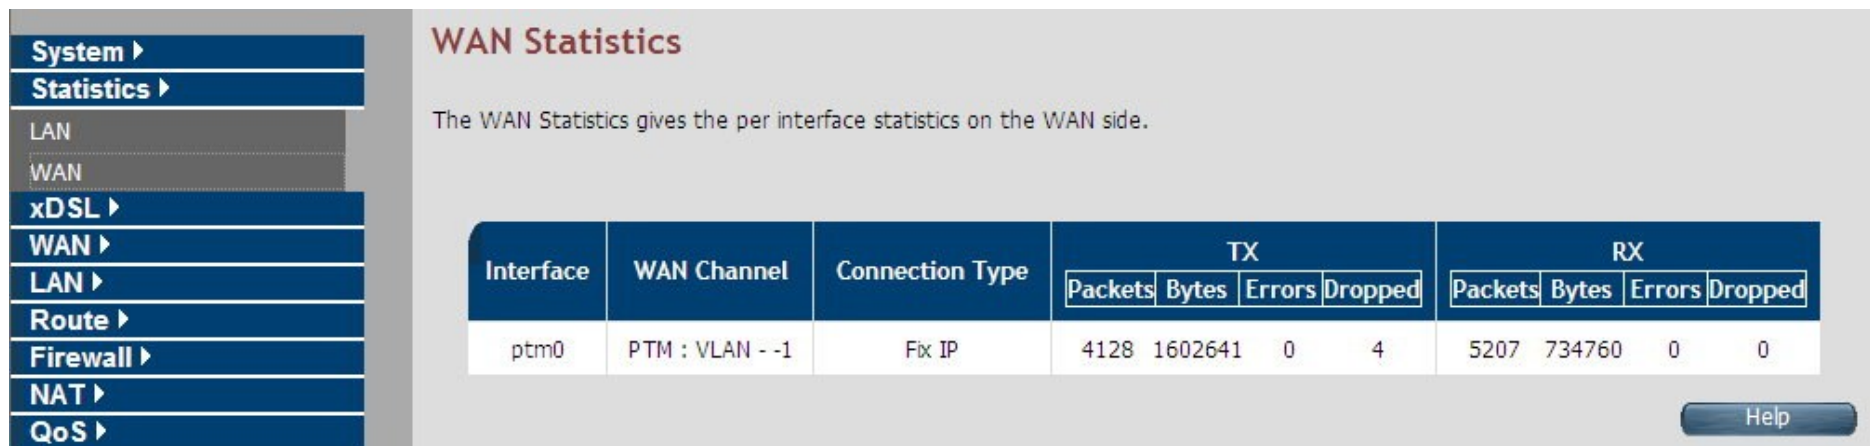 System
Statistics
LAN
WAN
xDSL
WAN
LAN
Route
Firewall
NAT
QoS
WAN Statistics
The WAN Statistics gives the per interface statistics on the WAN side.
Interface WAN Channel Connection Type TX RX
Packets Bytes Errors Dropped Packets Bytes Errors Dropped
ptm0 PTM : VLAN - -1 Fix IP 4128 1602641 0 4 5207 734760 0 0
Help